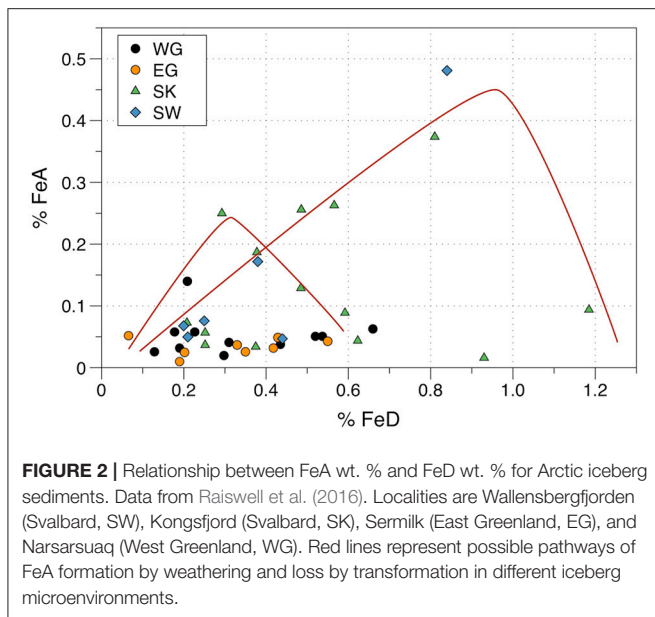 WG
EG
SK
SW
0.5
0.4
0.3
0.2
0.1
0
% FeA
0 0.2 0.4 0.6 0.8 1.0 1.2
% FeD
FIGURE 2 | Relationship between FeA wt. % and FeD wt. % for Arctic iceberg
sediments. Data from Raiswell et al. (2016). Localities are Wallensbergfjorden
(Svalbard, SW), Kongsfjord (Svalbard, SK), Sermilk (East Greenland, EG), and
Narsarsuaq (West Greenland, WG). Red lines represent possible pathways of
FeA formation by weathering and loss by transformation in different iceberg
microenvironments.